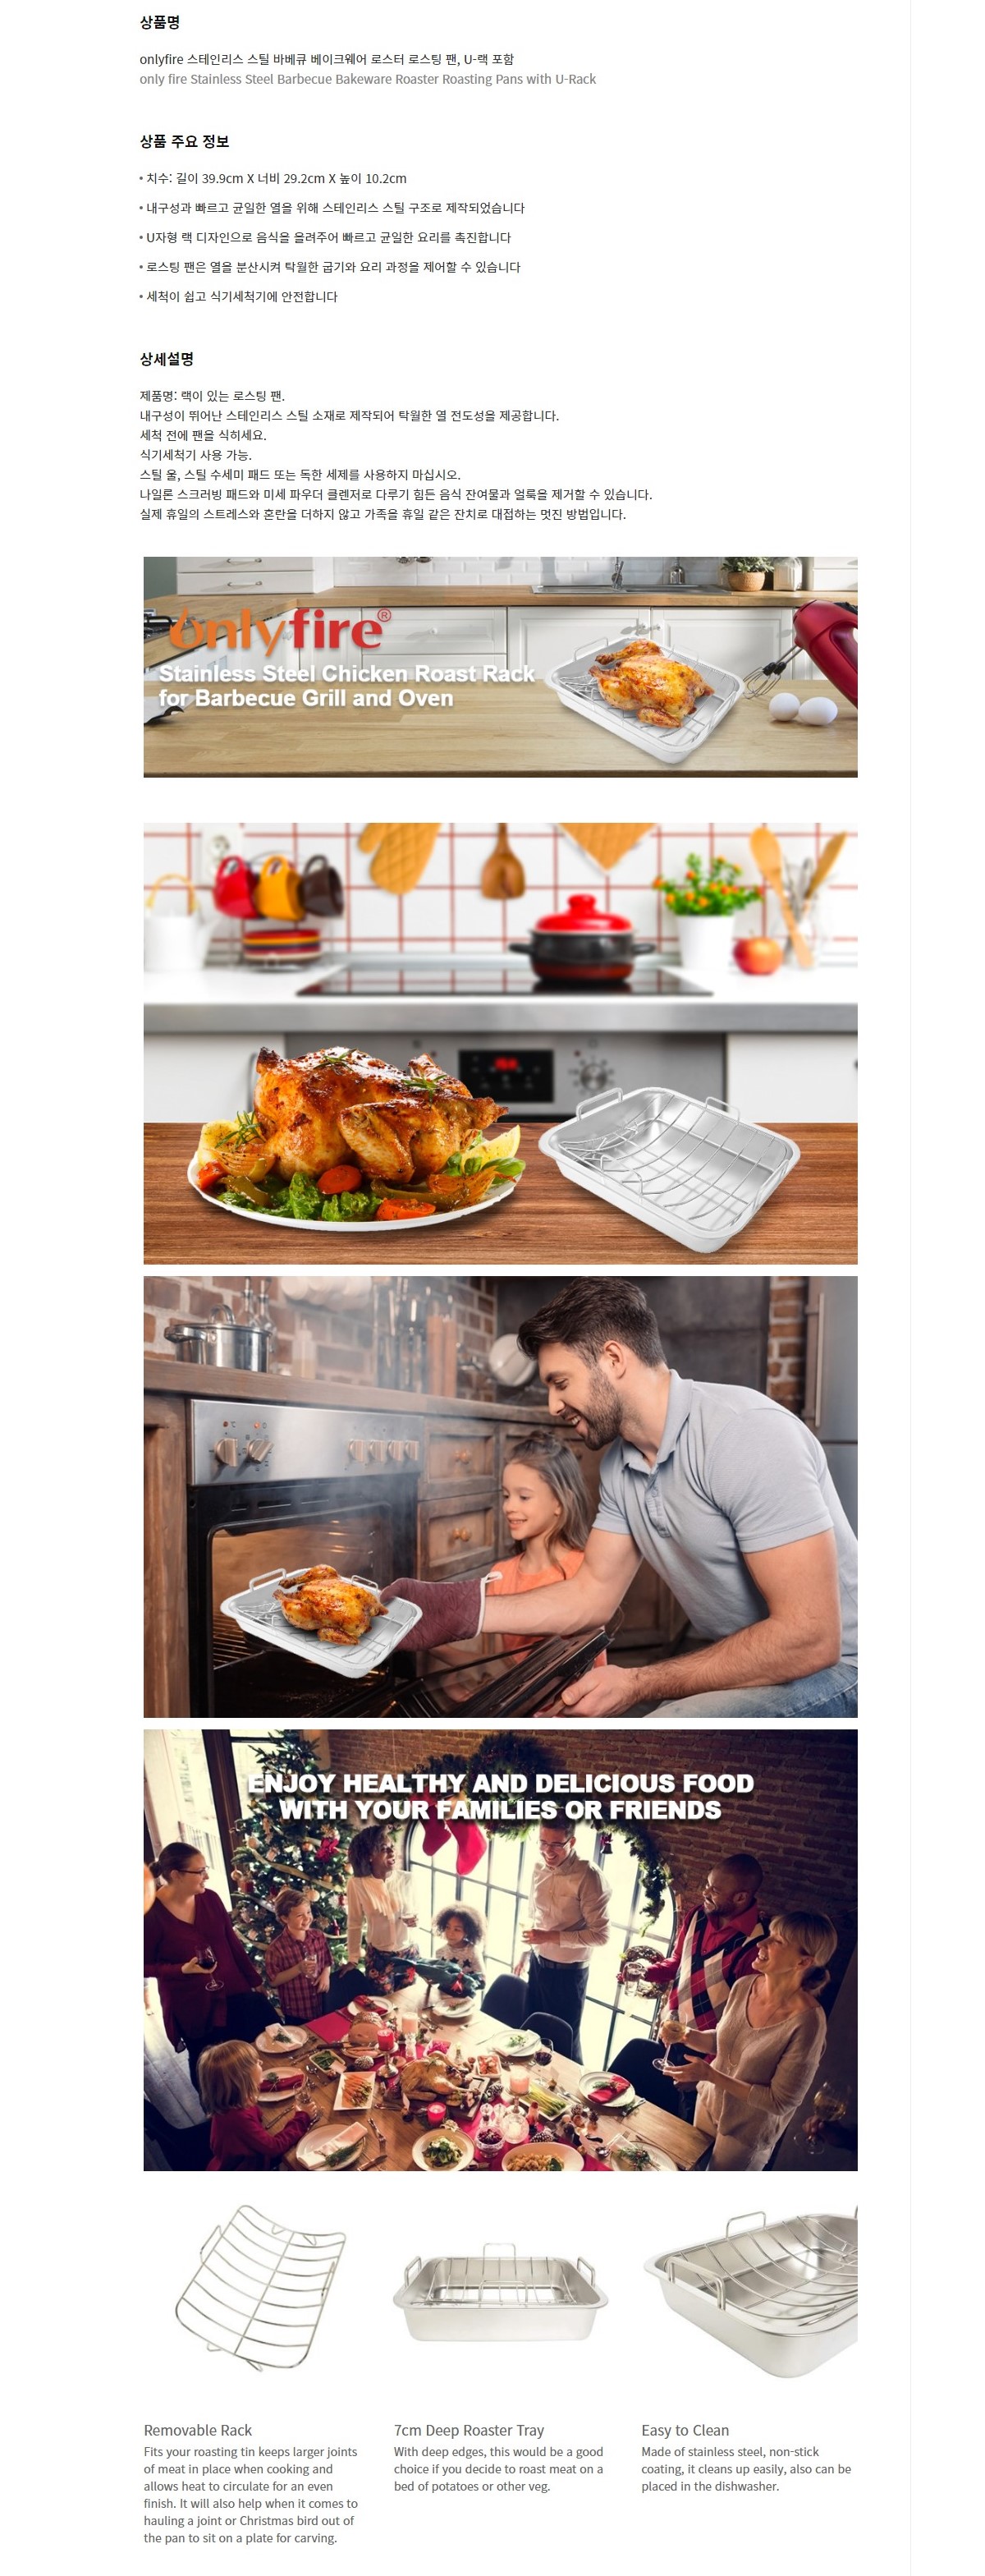 상품명
onlyfire 스테인리스 스틸 바베큐 베이크웨어 로스터 로스팅 팬, U-랙 포함
only fire Stainless Steel Barbecue Bakeware Roaster Roasting Pans with U-Rack
상품 주요 정보
• 치수: 길이 39.9cm X 너비 29.2cm X 높이 10.2cm
• 내구성과 빠르고 균일한 열을 위해 스테인리스 스틸 구조로 제작되었습니다
• U자형 랙 디자인으로 음식을 올려주어 빠르고 균일한 요리를 촉진합니다
• 로스팅 팬은 열을 분산시켜 탁월한 굽기와 요리 과정을 제어할 수 있습니다
• 세척이 쉽고 식기세척기에 안전합니다
상세설명
제품명: 랙이 있는 로스팅 팬.
내구성이 뛰어난 스테인리스 스틸 소재로 제작되어 탁월한 열 전도성을 제공합니다.
세척 전에 팬을 식히세요.
식기세척기 사용 가능.
스틸 울, 스틸 수세미 패드 또는 독한 세제를 사용하지 마십시오.
나일론 스크러빙 패드와 미세 파우더 클렌저로 다루기 힘든 음식 잔여물과 얼룩을 제거할 수 있습니다.
실제 휴일의 스트레스와 혼란을 더하지 않고 가족을 휴일 같은 잔치로 대접하는 멋진 방법입니다.
onlyfire®
Stainless Steel Chicken Roast Rack
for Barbecue Grill and Oven
ENJOY HEALTHY AND DELICIOUS FOOD
WITH YOUR FAMILIES OR FRIENDS
Removable Rack
Fits your roasting tin keeps larger joints
of meat in place when cooking and
allows heat to circulate for an even
finish. It will also help when it comes to
hauling a joint or Christmas bird out of
the pan to sit on a plate for carving.
7cm Deep Roaster Tray
With deep edges, this would be a good
choice if you decide to roast meat on a
bed of potatoes or other veg.
Easy to Clean
Made of stainless steel, non-stick
coating, it cleans up easily, also can be
placed in the dishwasher.